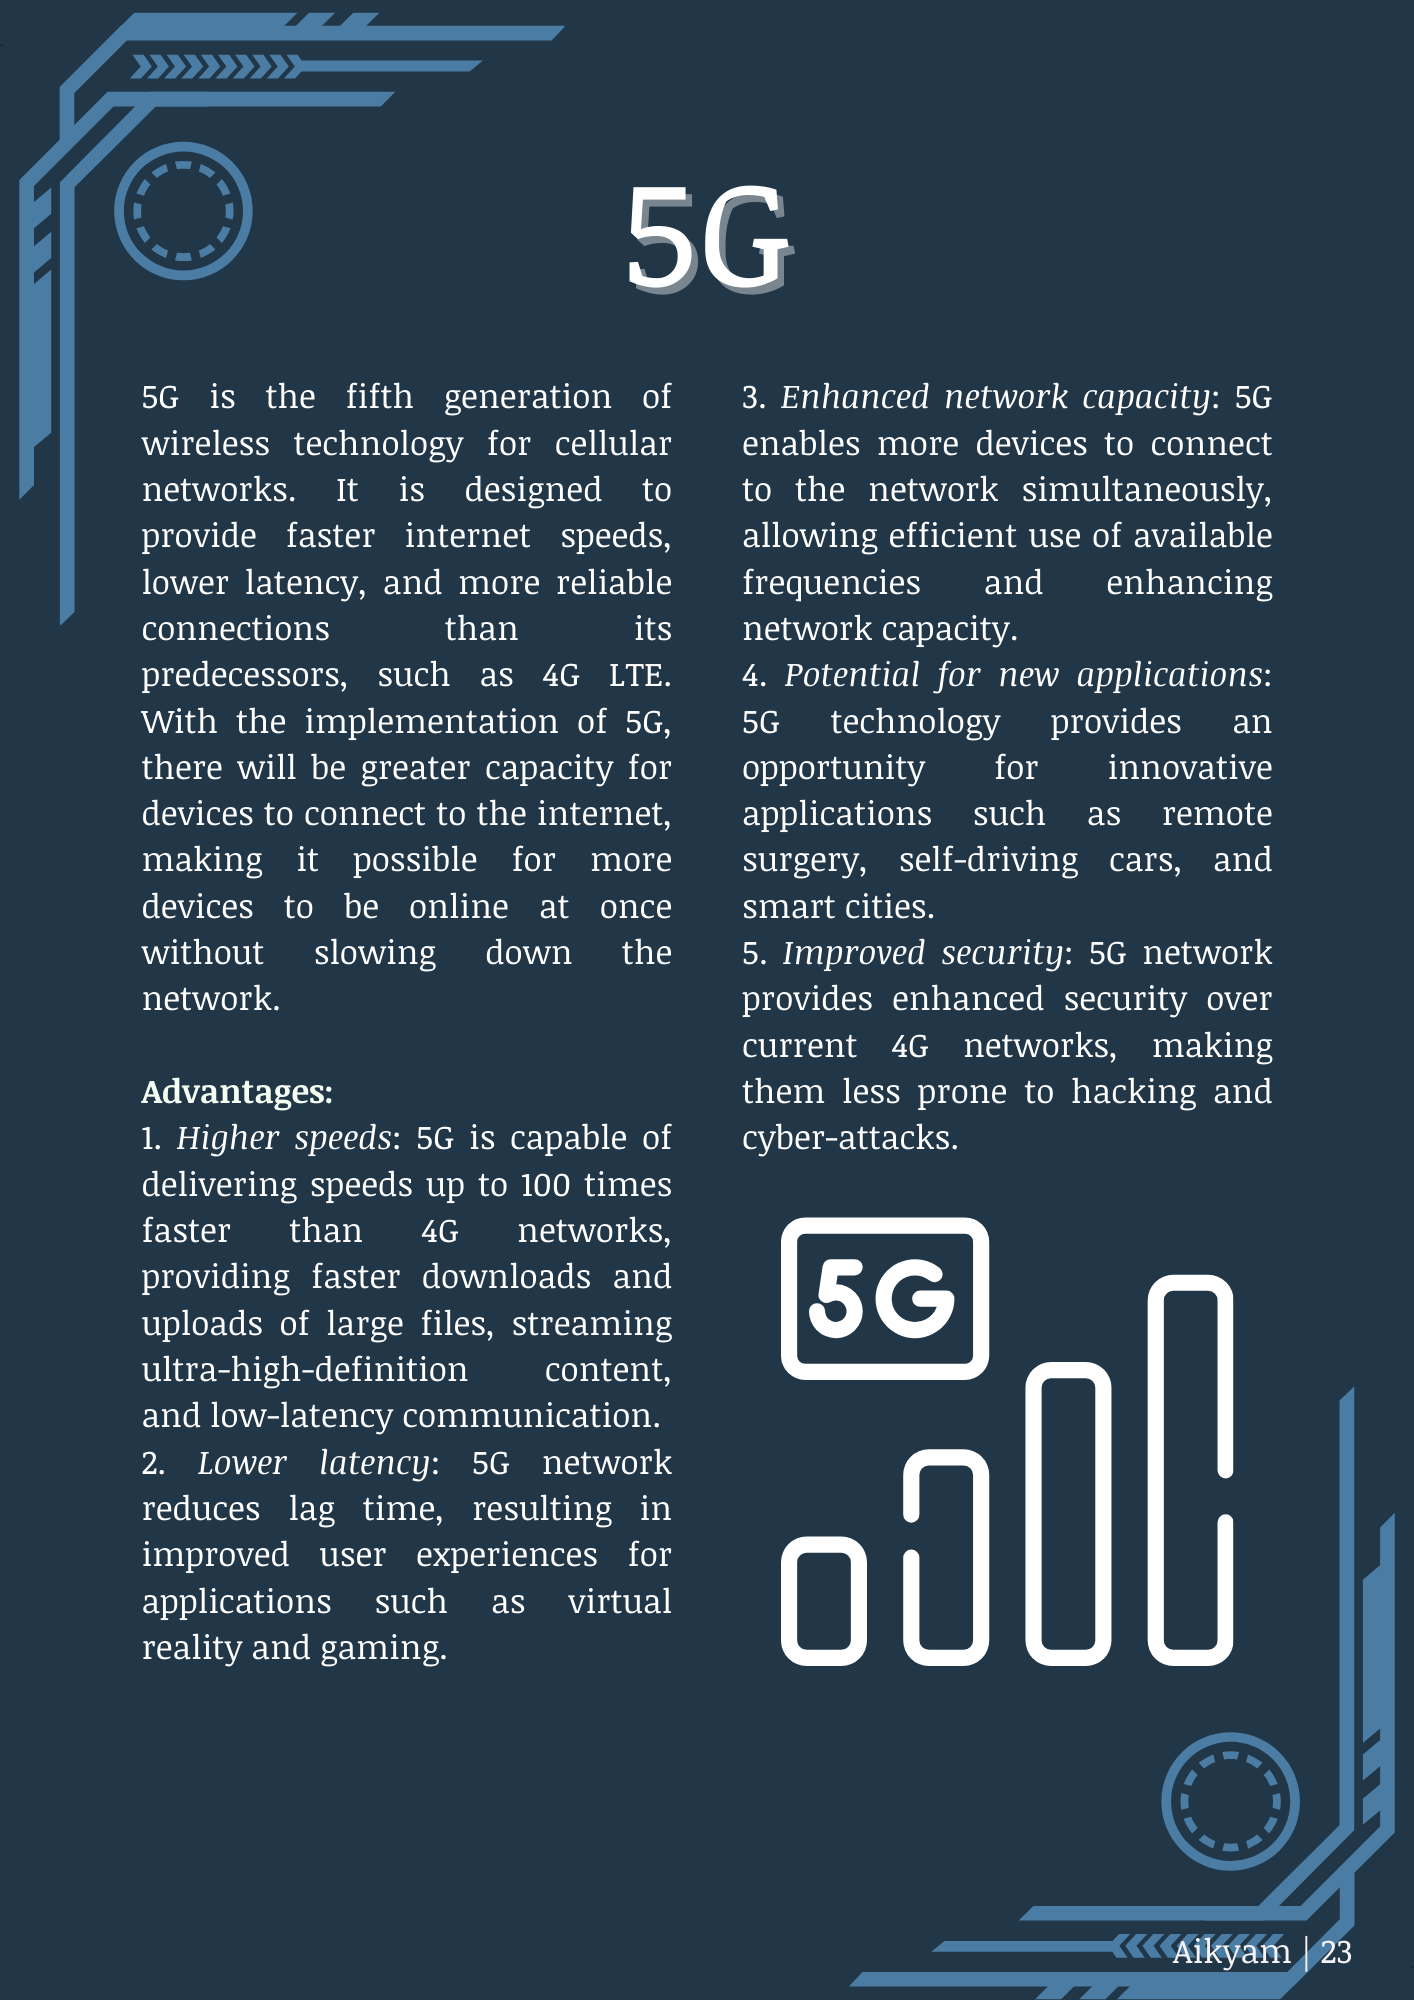 5G
5G is the fifth generation of
wireless technology for cellular
networks. It is designed to
provide faster internet speeds,
lower latency, and more reliable
connections than its
predecessors, such as 4G LTE.
With the implementation of 5G,
there will be greater capacity for
devices to connect to the internet,
making it possible for more
devices to be online at once
without slowing down the
network.
Advantages:
1. Higher speeds: 5G is capable of
delivering speeds up to 100 times
faster than 4G networks,
providing faster downloads and
uploads of large files, streaming
ultra-high-definition content,
and low-latency communication.
2. Lower latency: 5G network
reduces lag time, resulting in
improved user experiences for
applications such as virtual
reality and gaming.
3. Enhanced network capacity: 5G
enables more devices to connect
to the network simultaneously,
allowing efficient use of available
frequencies and enhancing
network capacity.
4. Potential for new applications:
5G technology provides an
opportunity for innovative
applications such as remote
surgery, self-driving cars, and
smart cities.
5. Improved security: 5G network
provides enhanced security over
current 4G networks, making
them less prone to hacking and
cyber-attacks.
5G
Aikyam | 23